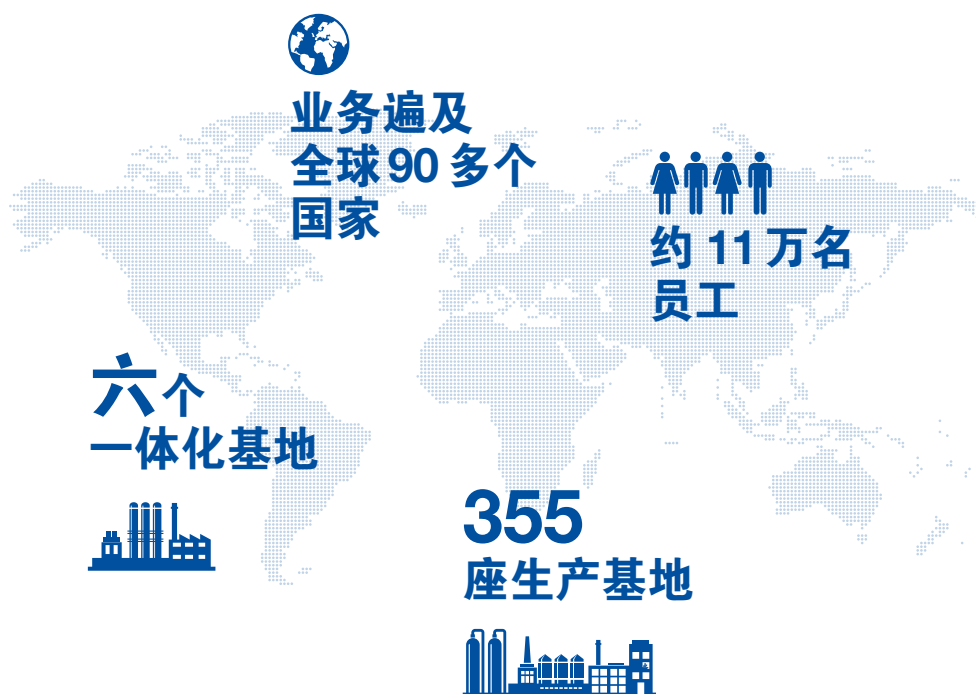 业务遍及
全球 90 多个
国家
约 11 万名
员工
六个
一体化基地
355
座生产基地